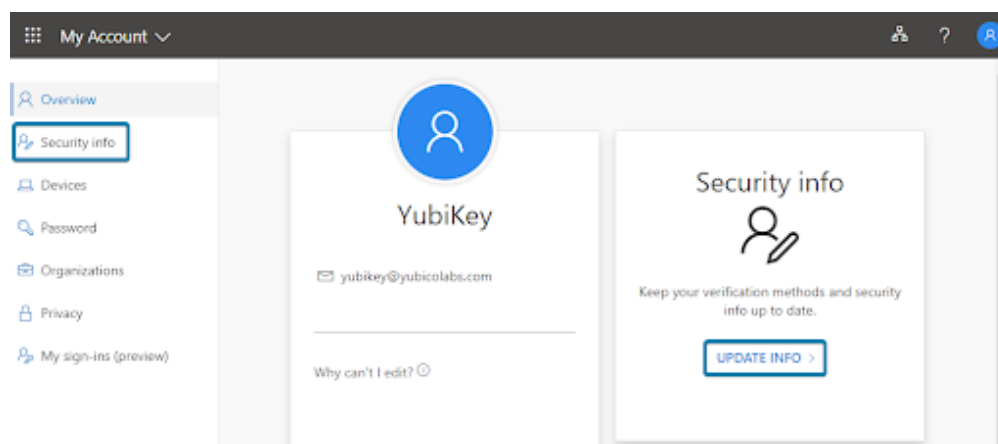 My Account
?
Overview
Security info
Devices
Password
Organizations
Privacy
My sign-ins (preview)
YubiKey
yubikey@yubicolabs.com
Why can't I edit?
Security info
Keep your verification methods and security
info up to date.
UPDATE INFO >